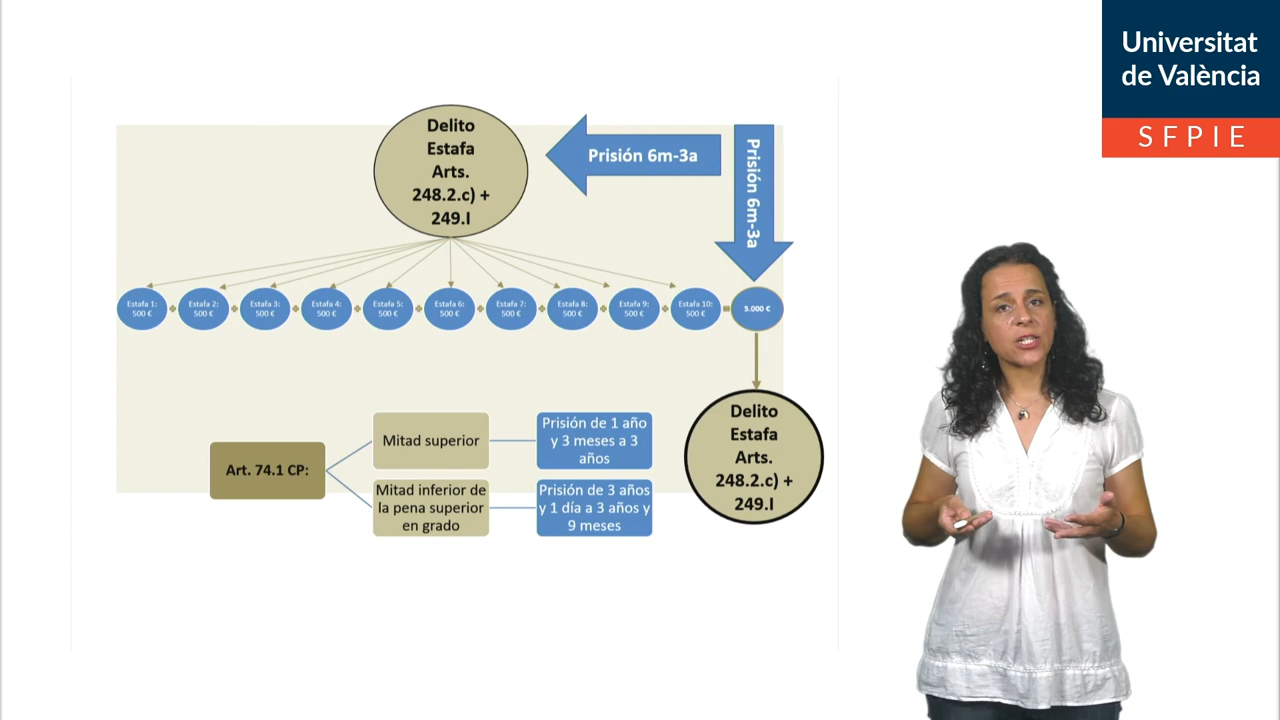 Universitat
de València
SFPIE
Delito
Estafa
Arts.
248.2.c) +
249.I
Prisión 6m-3a
Prisión 6m-3a
Estafa 1:
500 €
Estafa 2:
500 €
Estafa 3:
500 €
Estafa 4:
500 €
Estafa 5:
500 €
Estafa 6:
500 €
Estafa 7:
500 €
Estafa 8:
500 €
Estafa 9:
500 €
Estafa 10:
500 €
5.000 €
Delito
Estafa
Arts.
248.2.c) +
249.I
Art. 74.1 CP:
Mitad superior
Prisión de 1 año
y 3 meses a 3
años
Mitad inferior de
la pena superior
en grado
Prisión de 3 años
y 1 día a 3 años y
9 meses